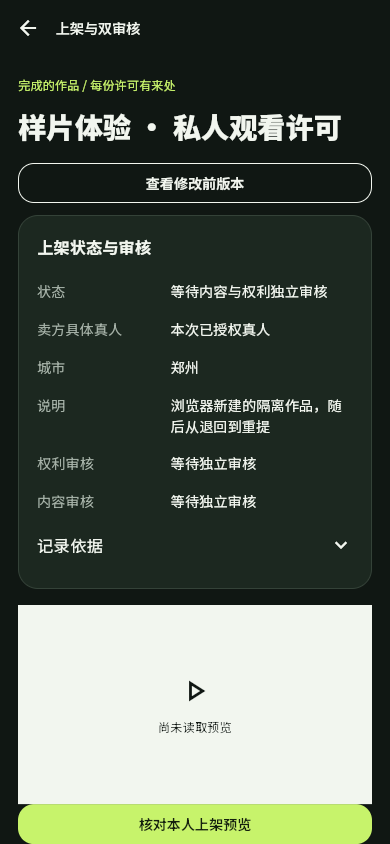 上架与双审核
完成的作品 / 每份许可有来处
样片体验 · 私人观看许可
查看修改前版本
上架状态与审核
状态 等待内容与权利独立审核
卖方具体真人 本次已授权真人
城市 郑州
说明 浏览器新建的隔离作品，随
后从退回到重提
权利审核 等待独立审核
内容审核 等待独立审核
记录依据
尚未读取预览
核对本人上架预览